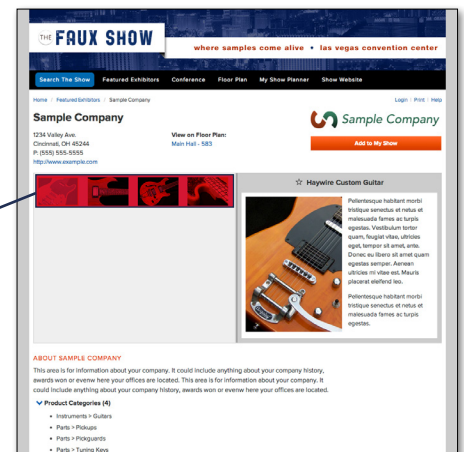 THE FAUX SHOW
where samples come alive • las vegas convention center
Search The Show Featured Exhibitors Conference Floor Plan My Show Planner Show Website
Home / Featured Exhibitors / Sample Company
Login | Print | Help
Sample Company
1234 Valley Ave.
Cincinnati, OH 45244
P: (555) 555-5555
http://www.example.com
View on Floor Plan:
Main Hall - 583
Sample Company
Add to My Show
☆ Haywire Custom Guitar
Pellentesque habitant morbi
tristique senectus et netus et
malesuada fames ac turpis
egestas. Vestibulum tortor
quam, feugiat vitae, ultricies
eget, tempor sit amet, ante.
Donec eu libero sit amet quam
egestas semper. Aenean
ultricies mi vitae est. Mauris
placerat eleifend leo.
Pellentesque habitant morbi
tristique senectus et netus et
malesuada fames ac turpis
egestas.
ABOUT SAMPLE COMPANY
This area is for information about your company. It could include anything about your company history,
awards won or evenw here your offices are located. This area is for information about your company. It
could include anything about your company history, awards won or evenw here your offices are located.
Product Categories (4)
• Instruments > Guitars
• Parts > Pickups
• Parts > Pickguards
• Parts > Tuning Keys